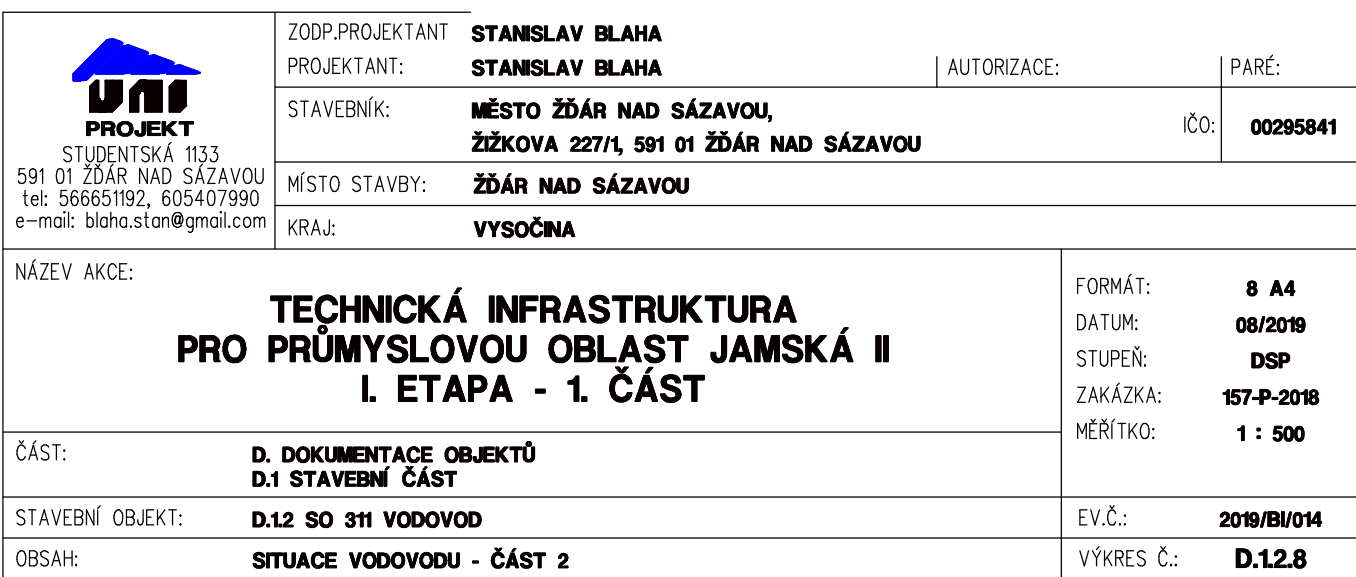 UNI
PROJEKT
STUDENTSKÁ 1133
591 01 ŽĎÁR NAD SÁZAVOU
tel: 566651192, 605407990
e-mail: blaha.stan@gmail.com
ZODP.PROJEKTANT STANISLAV BLAHA
PROJEKTANT: STANISLAV BLAHA AUTORIZACE: PARÉ:
STAVEBNÍK: MĚSTO ŽĎÁR NAD SÁZAVOU,
ŽIŽKOVA 227/1, 591 01 ŽĎÁR NAD SÁZAVOU IČO: 00295841
MÍSTO STAVBY: ŽĎÁR NAD SÁZAVOU
KRAJ: VYSOČINA
NÁZEV AKCE:
TECHNICKÁ INFRASTRUKTURA
PRO PRŮMYSLOVOU OBLAST JAMSKÁ II
I. ETAPA - 1. ČÁST
FORMÁT: 8 A4
DATUM: 08/2019
STUPEŇ: DSP
ZAKÁZKA: 157-P-2018
MĚŘÍTKO: 1 : 500
ČÁST: D. DOKUMENTACE OBJEKTŮ
D.1 STAVEBNÍ ČÁST
STAVEBNÍ OBJEKT: D.1.2 SO 311 VODOVOD
EV.Č.: 2019/BI/014
OBSAH: SITUACE VODOVODU - ČÁST 2
VÝKRES Č.: D.1.2.8